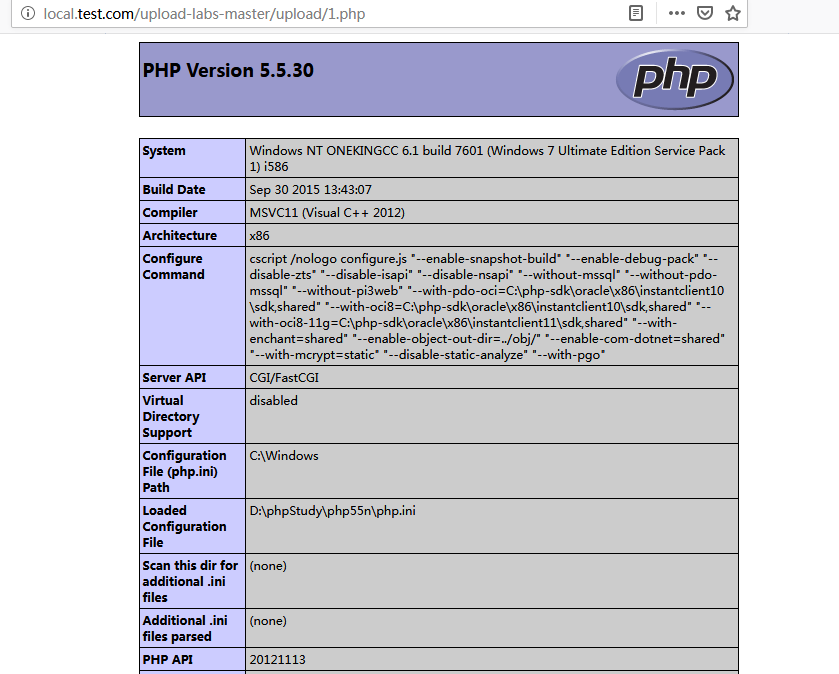 local.test.com/upload-labs-master/upload/1.php
PHP Version 5.5.30
php
System
Windows NT ONEKINGCC 6.1 build 7601 (Windows 7 Ultimate Edition Service Pack
1) i586
Build Date
Sep 30 2015 13:43:07
Compiler
MSVC11 (Visual C++ 2012)
Architecture
x86
Configure
Command
cscript /nologo configure.js "--enable-snapshot-build" "--enable-debug-pack" "--
disable-zts" "--disable-isapi" "--disable-nsapi" "--without-mssql" "--without-pdo-
mssql" "--without-pi3web" "--with-pdo-oci=C:\php-sdk\oracle\x86\instantclient10
\sdk,shared" "--with-oci8=C:\php-sdk\oracle\x86\instantclient10\sdk,shared" "--
with-oci8-11g=C:\php-sdk\oracle\x86\instantclient11\sdk,shared" "--with-
enchant=shared" "--enable-object-out-dir=../obj/" "--enable-com-dotnet=shared"
"--with-mcrypt=static" "--disable-static-analyze" "--with-pgo"
Server API
CGI/FastCGI
Virtual
Directory
Support
disabled
Configuration
File (php.ini)
Path
C:\Windows
Loaded
Configuration
File
D:\phpStudy\php55n\php.ini
Scan this dir for
additional .ini
files
(none)
Additional .ini
files parsed
(none)
PHP API
20121113